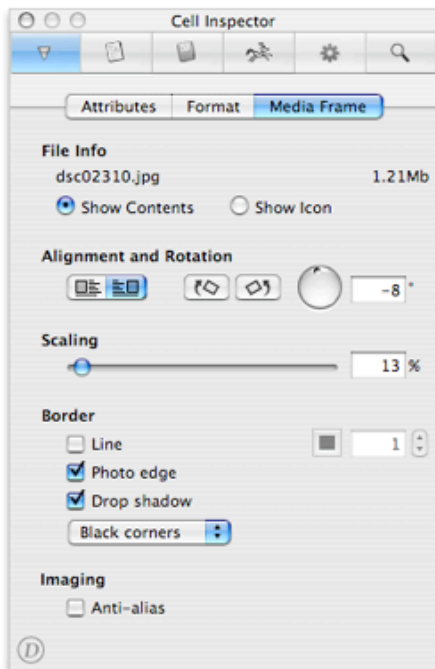 Cell Inspector
Attributes Format Media Frame
File Info
dsc02310.jpg 1.21Mb
Show Contents Show Icon
Alignment and Rotation
-8 °
Scaling
13 %
Border
Line 1
Photo edge
Drop shadow
Black corners
Imaging
Anti-alias
D